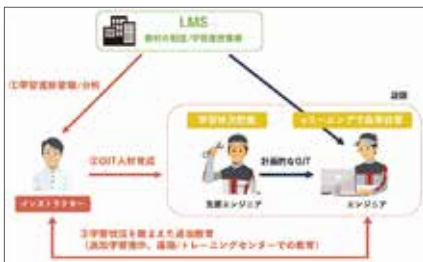 LMS
教材の配信/学習進捗管理
①学習進捗管理/分析
店舗
学習状況把握
eラーニングで自学自習
②OJT人材育成
計画的なOJT
インストラクター
先輩エンジニア
エンジニア
③学習状況を踏まえた追加教育
(追加学習指示、店舗/トレーニングセンターでの教育)